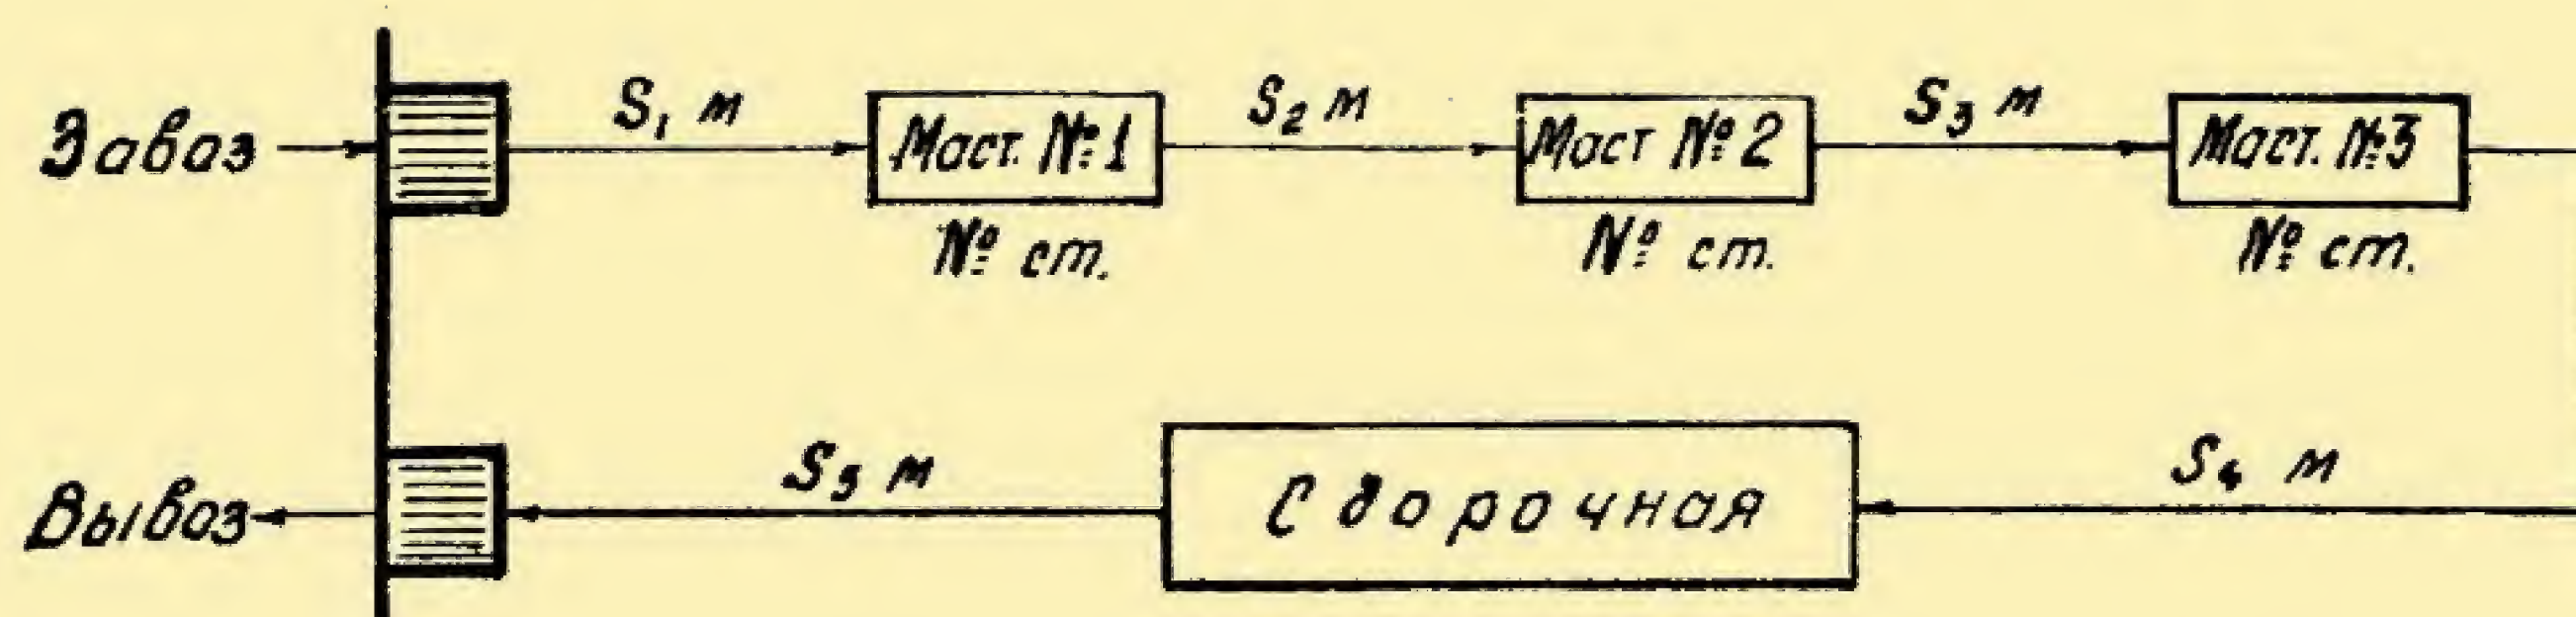 Завоз S₁ м Маст. № 1 S₂ м Маст № 2 S₃ м Маст. № 3
№ ст. № ст. № ст.
Вывоз S₅ м Сборочная S₄ м